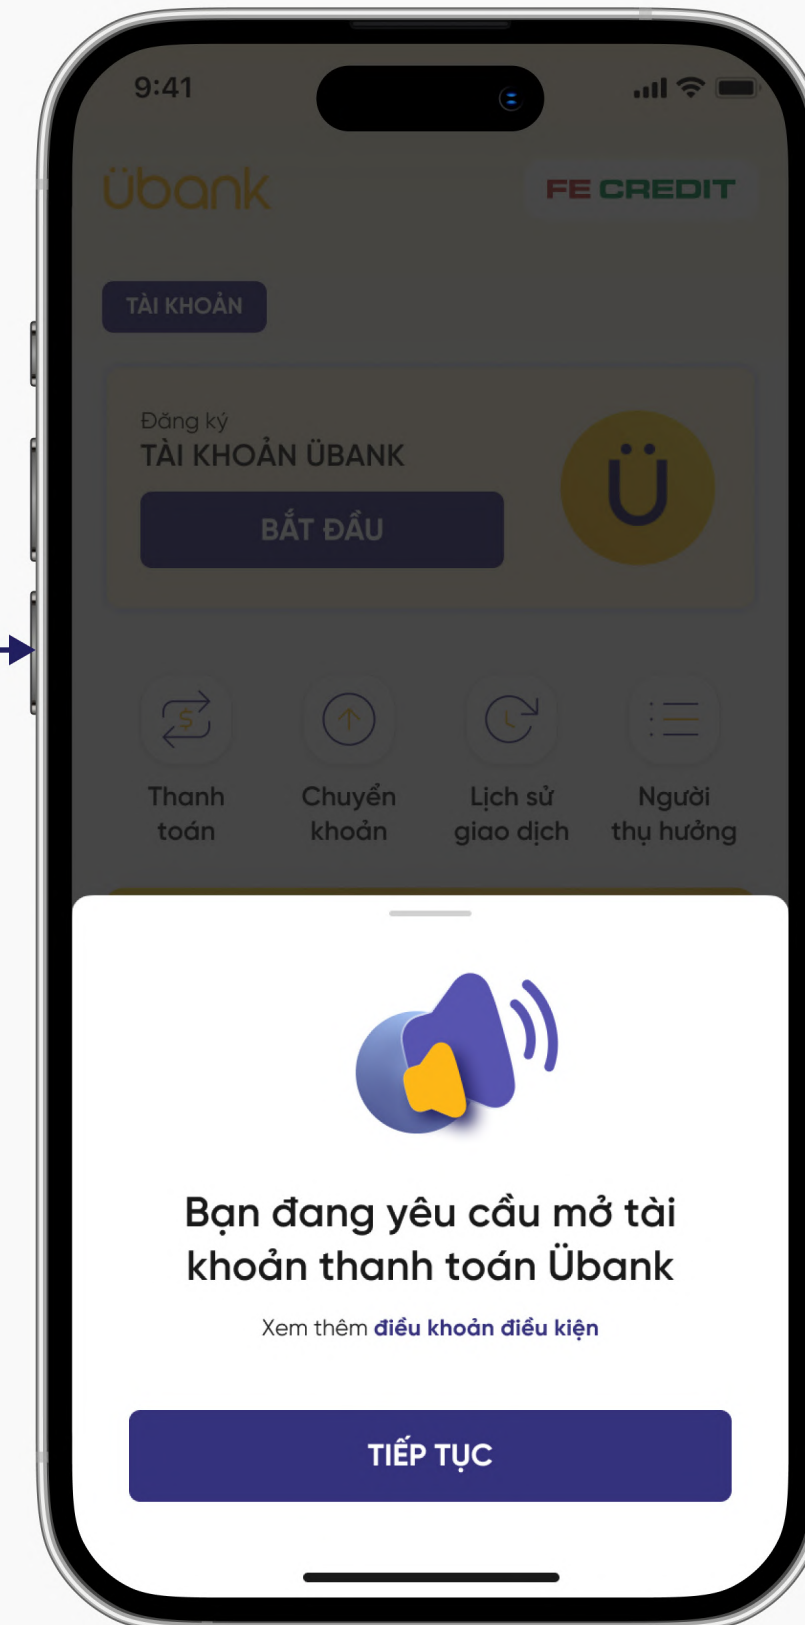 9:41
Übank
FE CREDIT
TÀI KHOẢN
Đăng ký
TÀI KHOẢN ÜBANK
BẮT ĐẦU
Ü
Thanh toán
Chuyển khoản
Lịch sử giao dịch
Người thụ hưởng
Bạn đang yêu cầu mở tài
khoản thanh toán Übank
Xem thêm điều khoản điều kiện
TIẾP TỤC